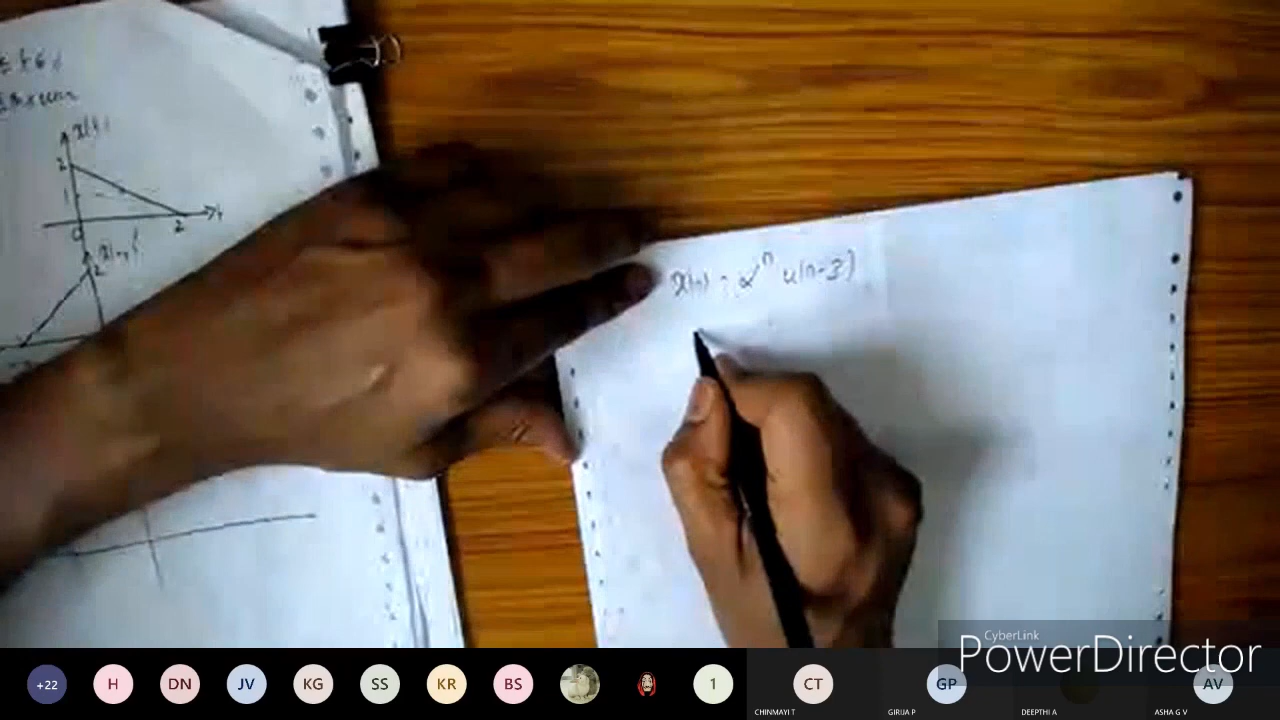 x(t)
2
1
0
2
t
2
x(n) = 2^n u(n-3)
CyberLink
PowerDirector
+22
H
DN
JV
KG
SS
KR
BS
1
CT
GP
AV
CHINMAYI T
GIRIJA P
DEEPTHI A
ASHA G V